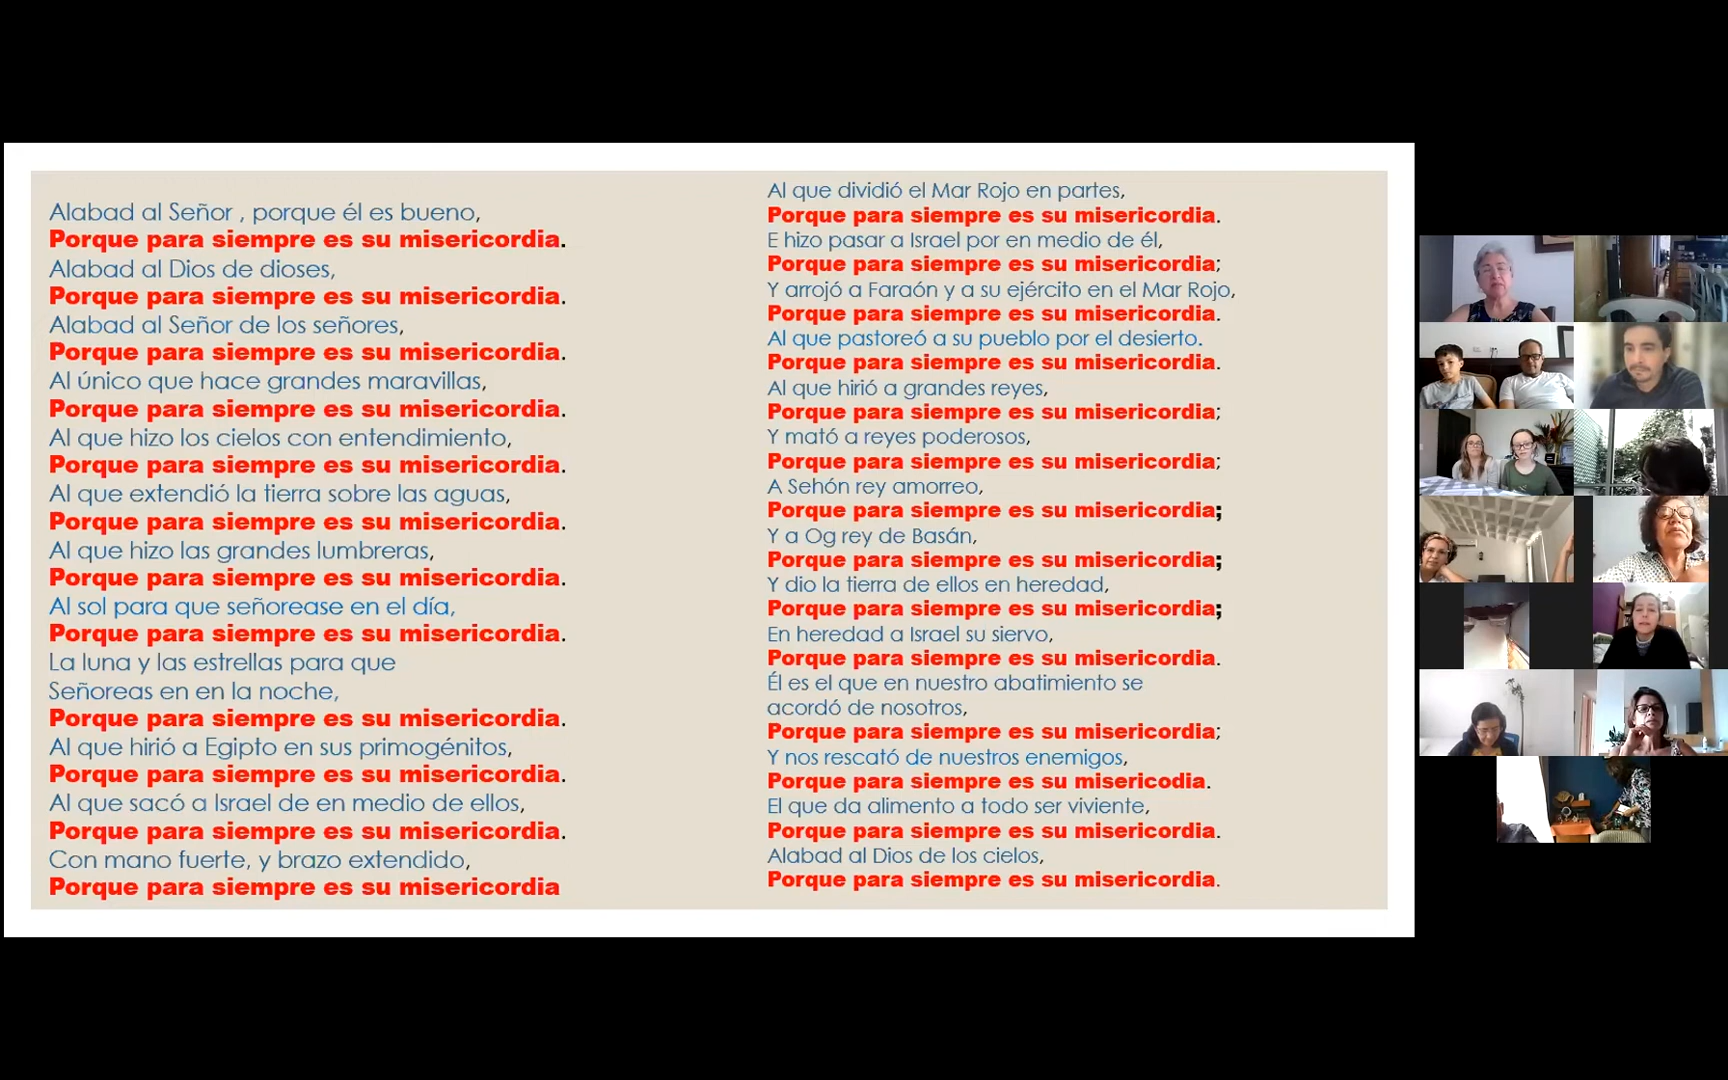 Alabad al Señor , porque él es bueno,
Porque para siempre es su misericordia.
Alabad al Dios de dioses,
Porque para siempre es su misericordia.
Alabad al Señor de los señores,
Porque para siempre es su misericordia.
Al único que hace grandes maravillas,
Porque para siempre es su misericordia.
Al que hizo los cielos con entendimiento,
Porque para siempre es su misericordia.
Al que extendió la tierra sobre las aguas,
Porque para siempre es su misericordia.
Al que hizo las grandes lumbreras,
Porque para siempre es su misericordia.
Al sol para que señorease en el día,
Porque para siempre es su misericordia.
La luna y las estrellas para que
Señoreas en en la noche,
Porque para siempre es su misericordia.
Al que hirió a Egipto en sus primogénitos,
Porque para siempre es su misericordia.
Al que sacó a Israel de en medio de ellos,
Porque para siempre es su misericordia.
Con mano fuerte, y brazo extendido,
Porque para siempre es su misericordia
Al que dividió el Mar Rojo en partes,
Porque para siempre es su misericordia.
E hizo pasar a Israel por en medio de él,
Porque para siempre es su misericordia;
Y arrojó a Faraón y a su ejército en el Mar Rojo,
Porque para siempre es su misericordia.
Al que pastoreó a su pueblo por el desierto.
Porque para siempre es su misericordia.
Al que hirió a grandes reyes,
Porque para siempre es su misericordia;
Y mató a reyes poderosos,
Porque para siempre es su misericordia;
A Sehón rey amorreo,
Porque para siempre es su misericordia;
Y a Og rey de Basán,
Porque para siempre es su misericordia;
Y dio la tierra de ellos en heredad,
Porque para siempre es su misericordia;
En heredad a Israel su siervo,
Porque para siempre es su misericordia.
Él es el que en nuestro abatimiento se
acordó de nosotros,
Porque para siempre es su misericordia;
Y nos rescató de nuestros enemigos,
Porque para siempre es su misericodia.
El que da alimento a todo ser viviente,
Porque para siempre es su misericordia.
Alabad al Dios de los cielos,
Porque para siempre es su misericordia.